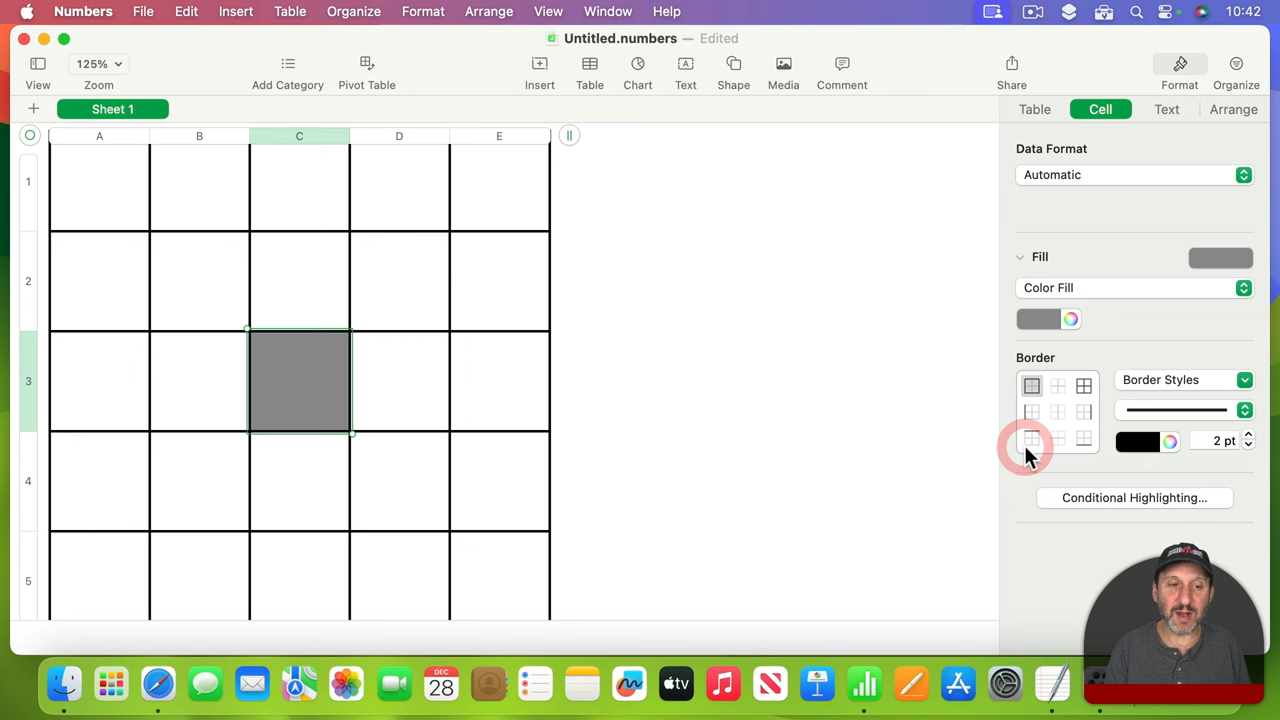 Numbers File Edit Insert Table Organize Format Arrange View Window Help 10:42
Untitled.numbers — Edited
125%
View Zoom Add Category Pivot Table Insert Table Chart Text Shape Media Comment Share Format Organize
Sheet 1
Table Cell Text Arrange
A B C D E
1
2
3
4
5
Data Format
Automatic
Fill
Color Fill
Border
Border Styles
2 pt
Conditional Highlighting...
DEC
28
tv